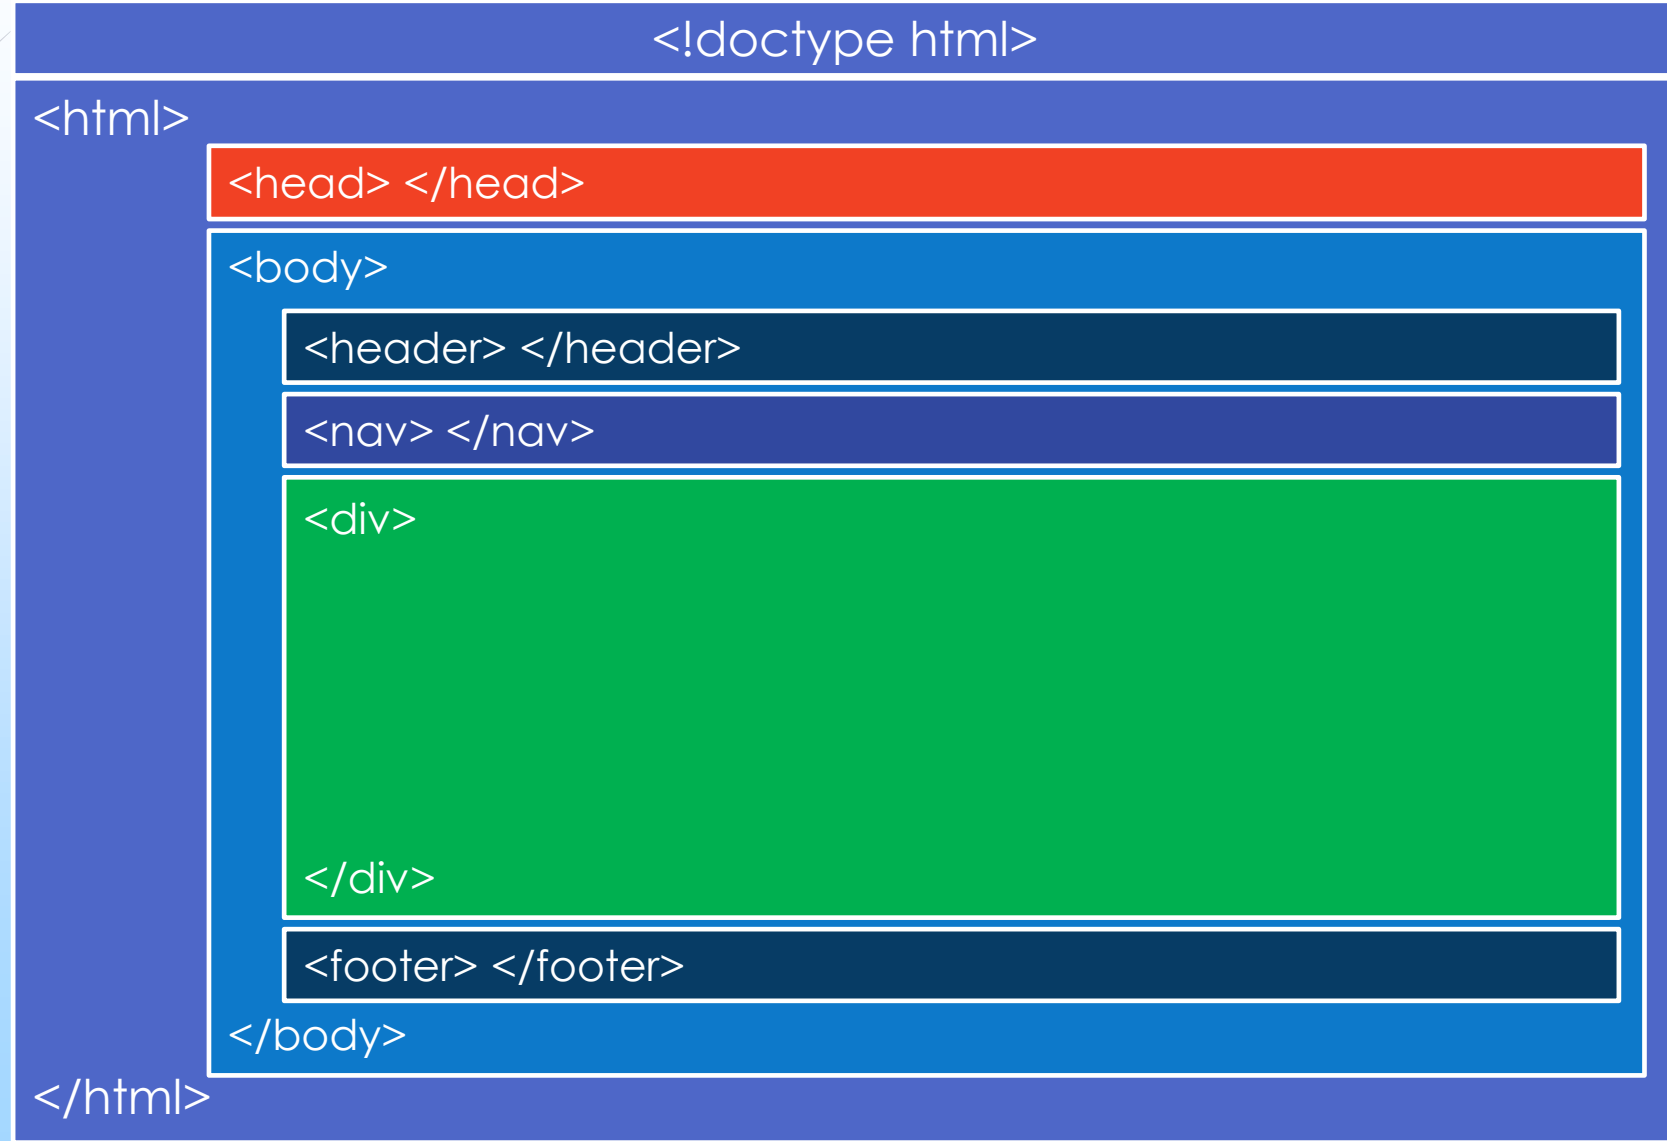 <!doctype html>
<html>
<head> </head>
<body>
<header> </header>
<nav> </nav>
<div>
</div>
<footer> </footer>
</body>
</html>